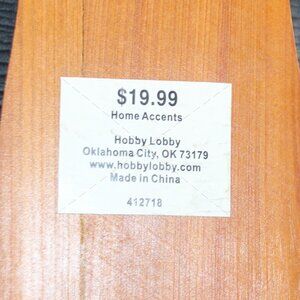 $19.99
Home Accents
Hobby Lobby
Oklahoma City, OK 73179
www.hobbylobby.com
Made in China
412718